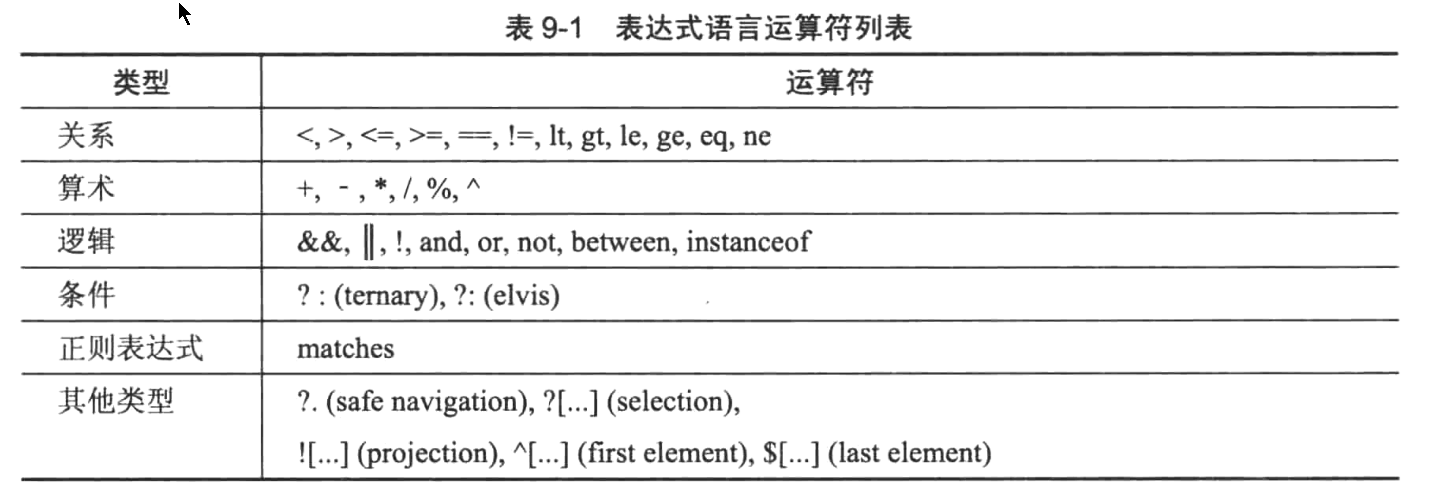 表 9-1 表达式语言运算符列表
类型 运算符
关系 <, >, <=, >=, ==, !=, lt, gt, le, ge, eq, ne
算术 +, - , *, /, %, ^
逻辑 &&, ||, !, and, or, not, between, instanceof
条件 ? : (ternary), ?: (elvis)
正则表达式 matches
其他类型 ?. (safe navigation), ?[...] (selection),
![...] (projection), ^[...] (first element), $[...] (last element)